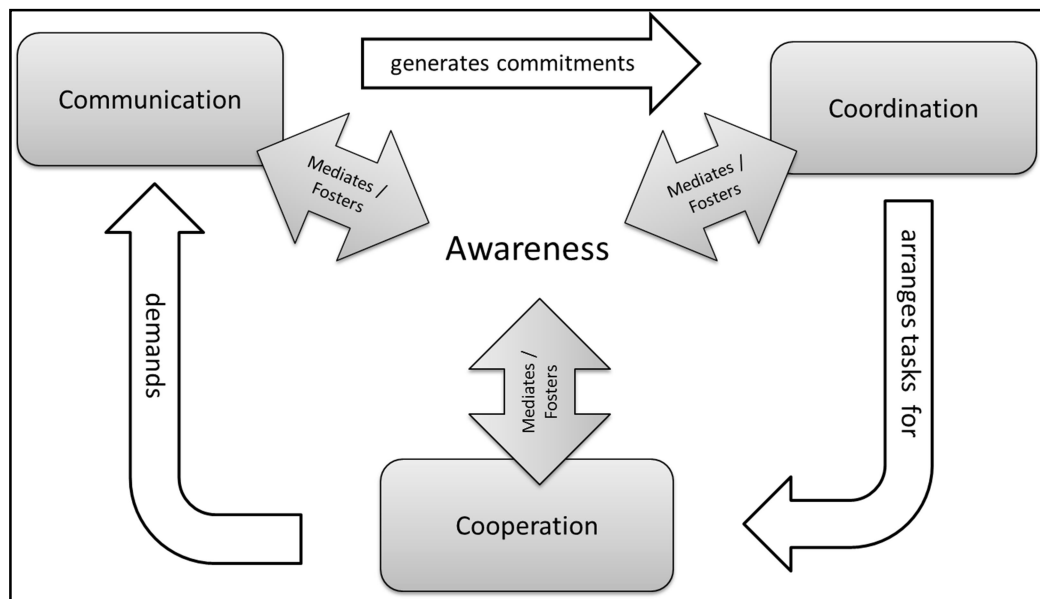 Communication
generates commitments
Coordination
Mediates /
Fosters
Mediates /
Fosters
Awareness
demands
arranges tasks for
Mediates /
Fosters
Cooperation